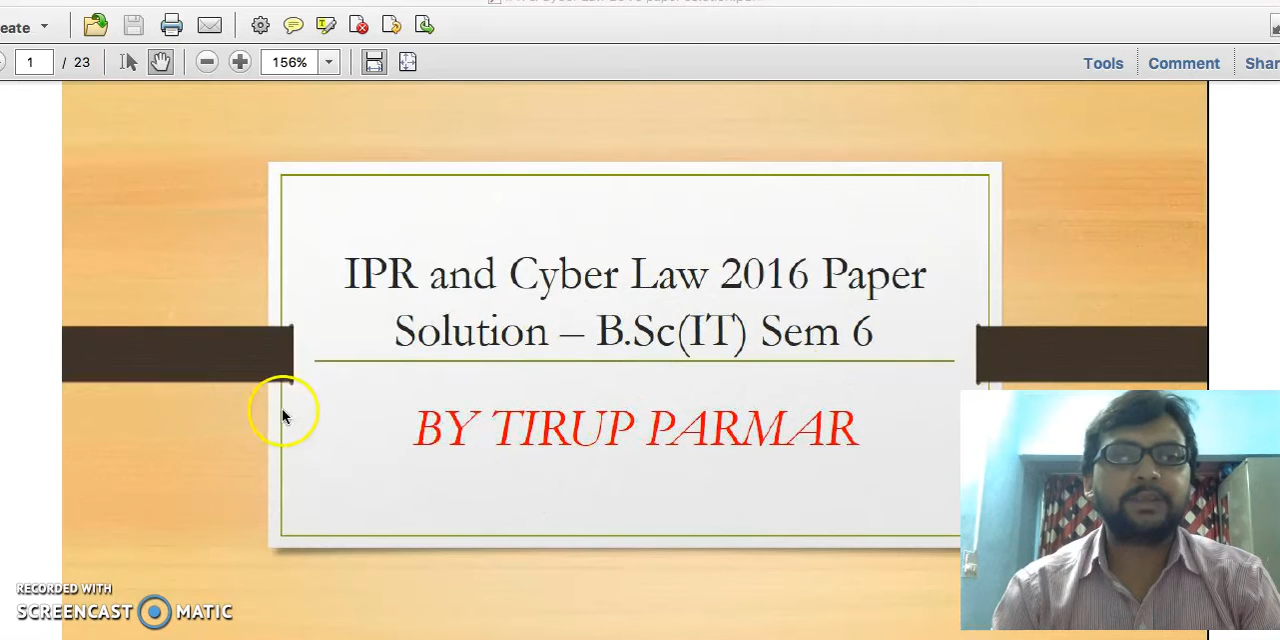 eate
1 / 23
156%
Tools
Comment
Shar
IPR and Cyber Law 2016 Paper
Solution – B.Sc(IT) Sem 6
BY TIRUP PARMAR
RECORDED WITH
SCREENCAST MATIC